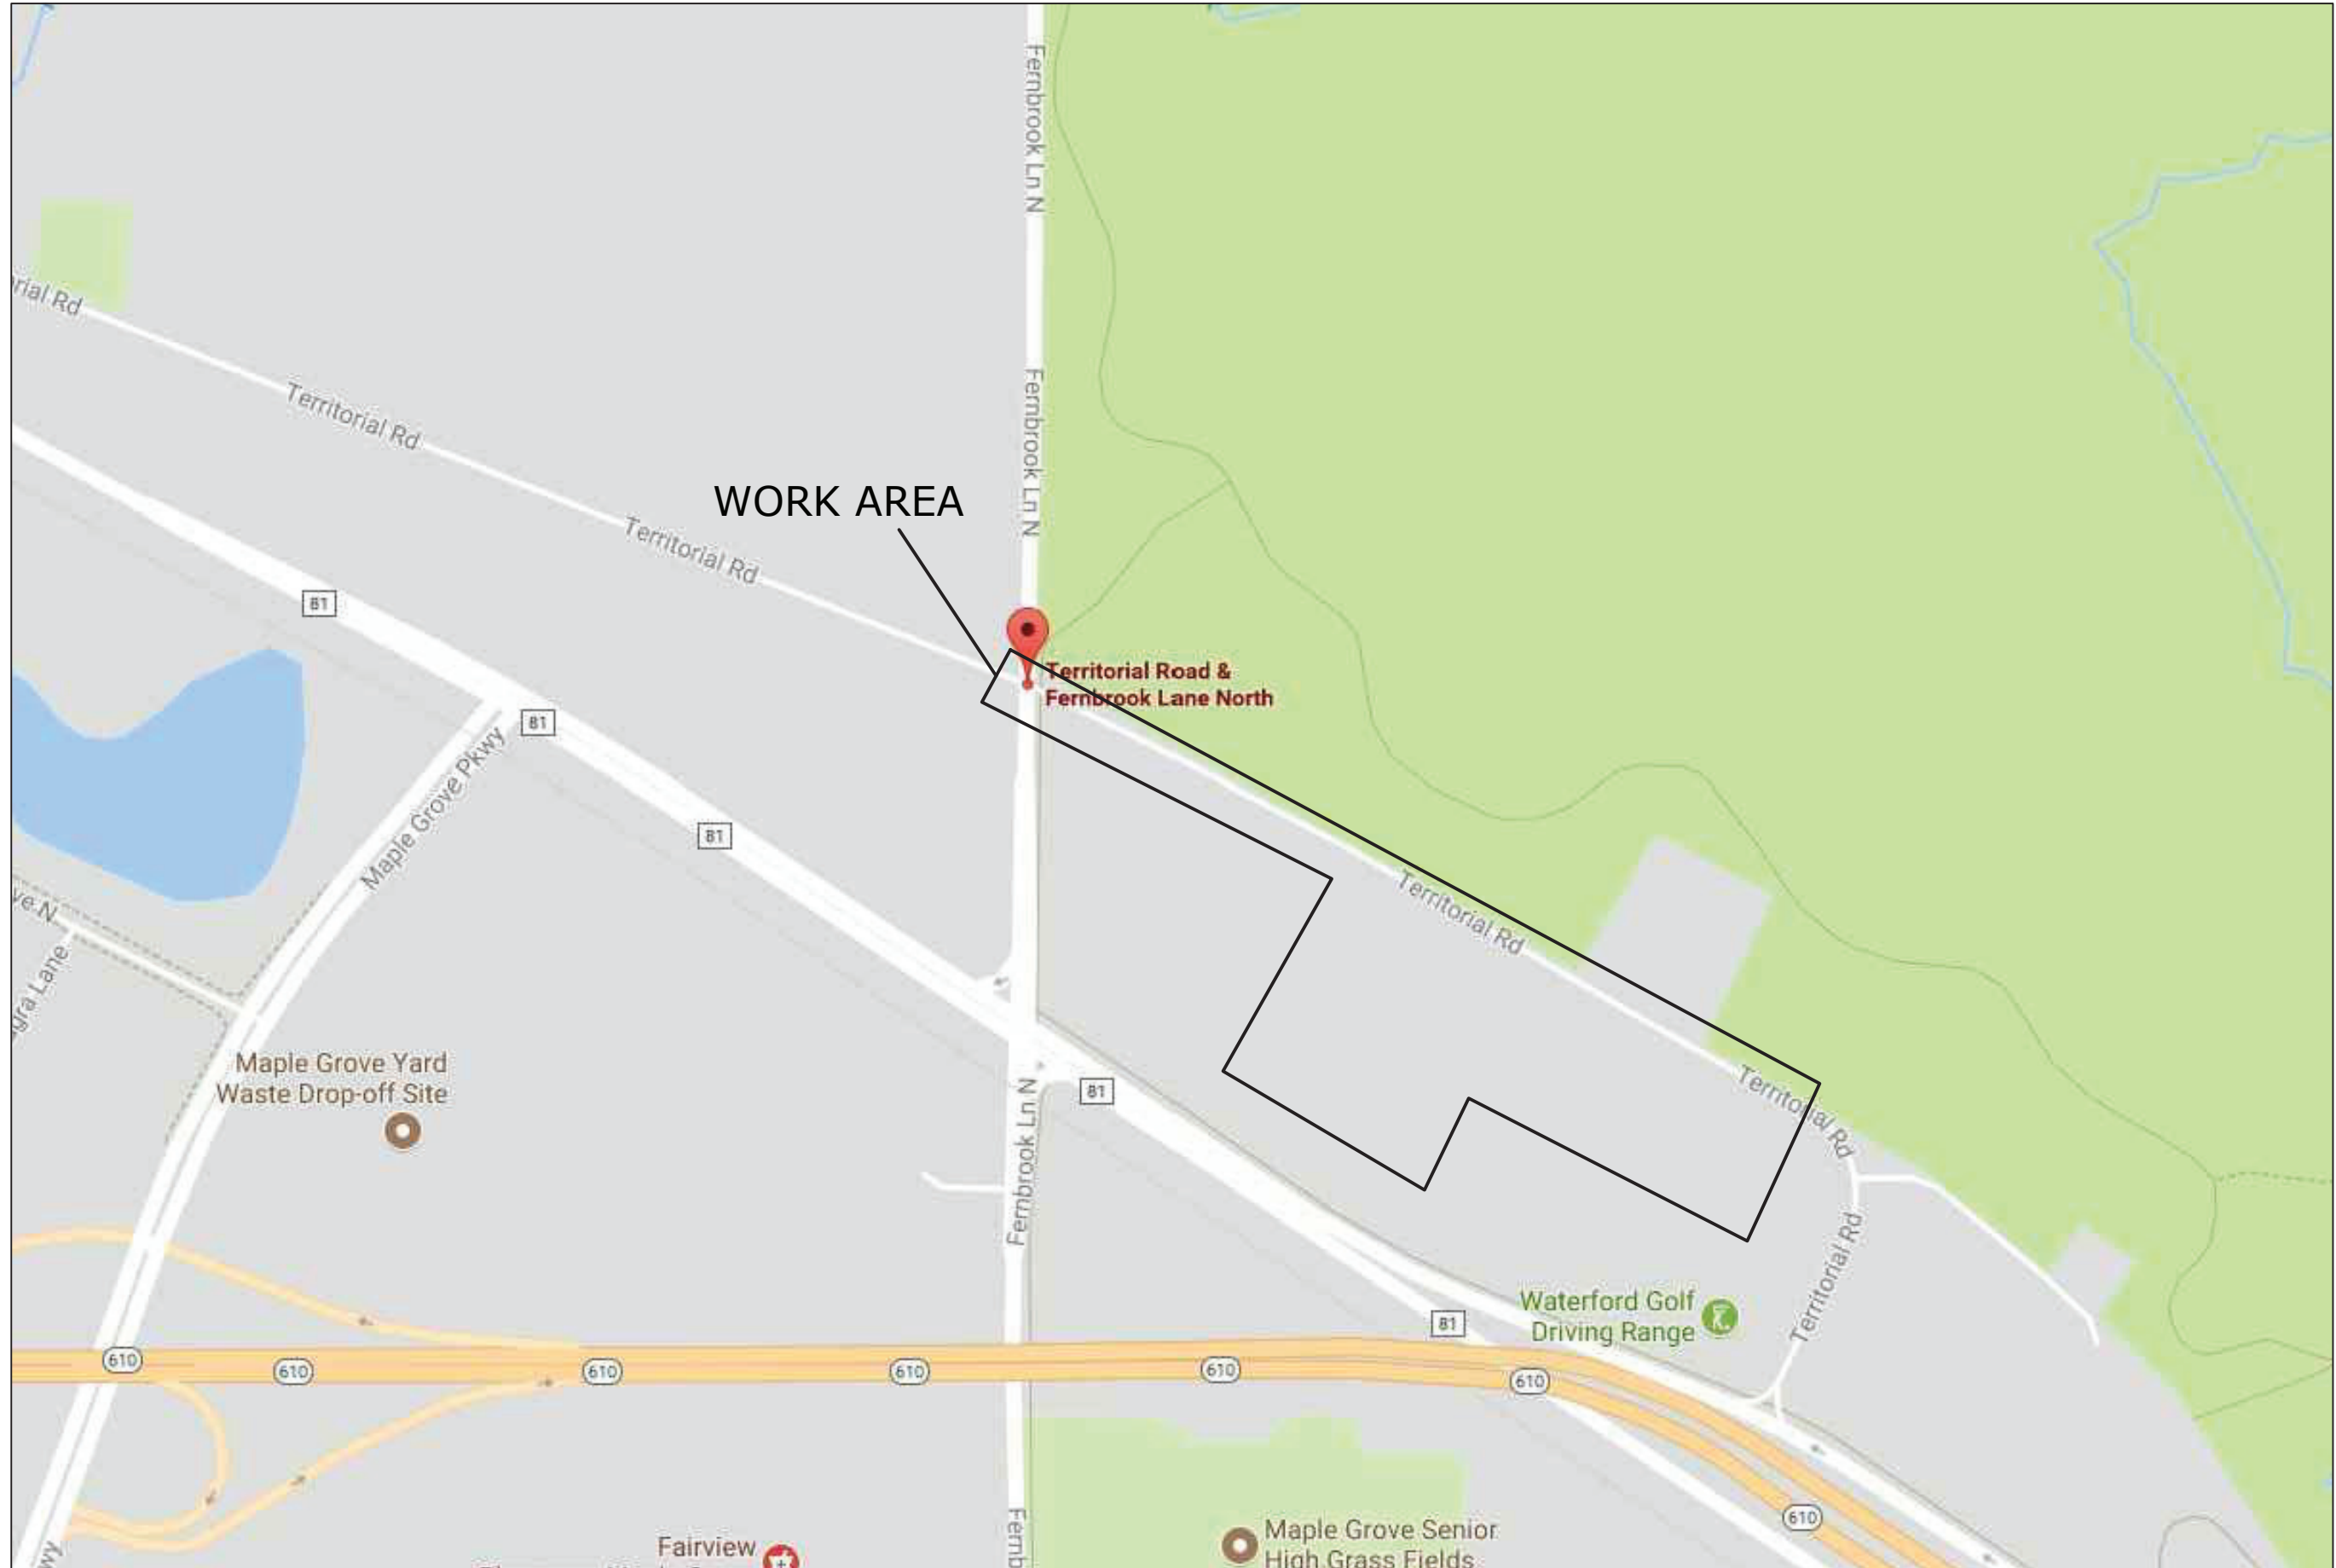 Fernbrook Ln N
rial Rd
Territorial Rd
Fernbrook Ln N
WORK AREA
Territorial Rd
81
Territorial Road &
Fernbrook Lane North
81
Maple Grove Pkwy
81
Territorial Rd
ve N
gra Lane
Maple Grove Yard
Waste Drop-off Site
81
Fernbrook Ln N
Territorial Rd
Territorial Rd
Waterford Golf
Driving Range
81
610
610
610
610
610
610
610
Fernb
Maple Grove Senior
High Grass Fields
Fairview
wy